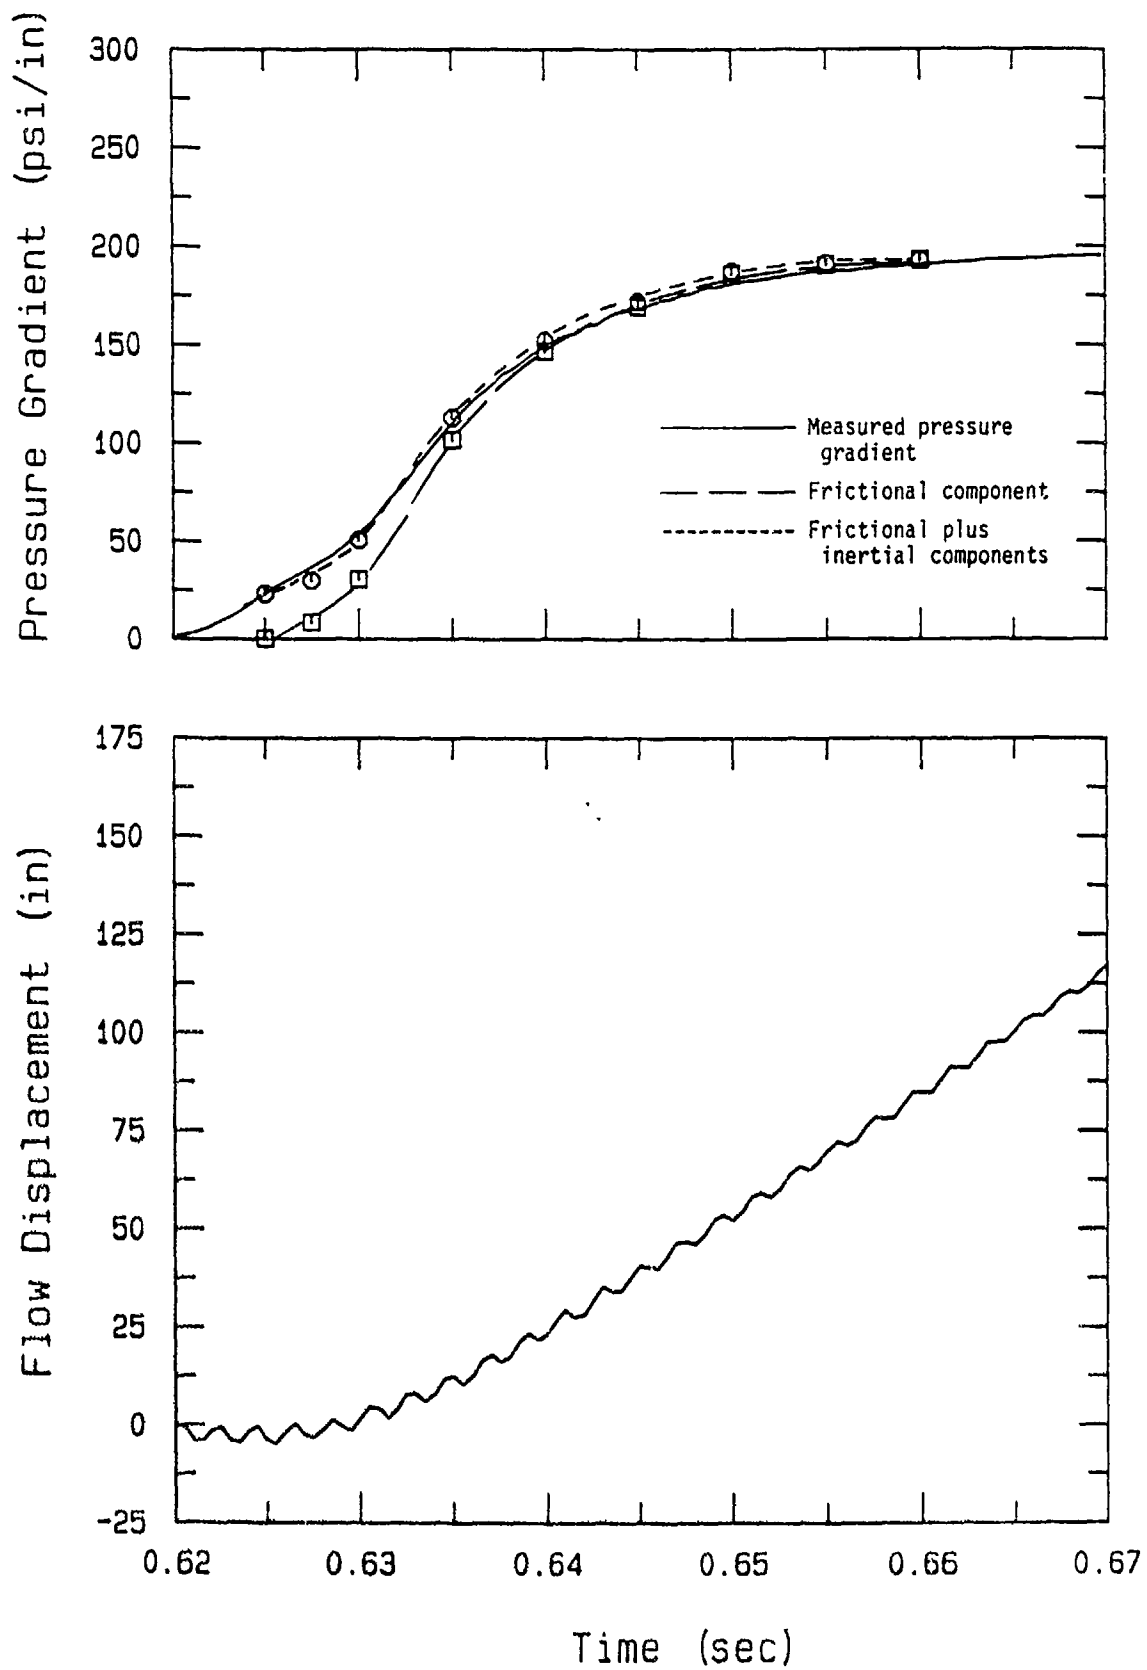 Pressure Gradient (psi/in)
300
250
200
150
100
50
0
Measured pressure
gradient
Frictional component
Frictional plus
inertial components
Flow Displacement (in)
175
150
125
100
75
50
25
0
-25
0.62 0.63 0.64 0.65 0.66 0.67
Time (sec)